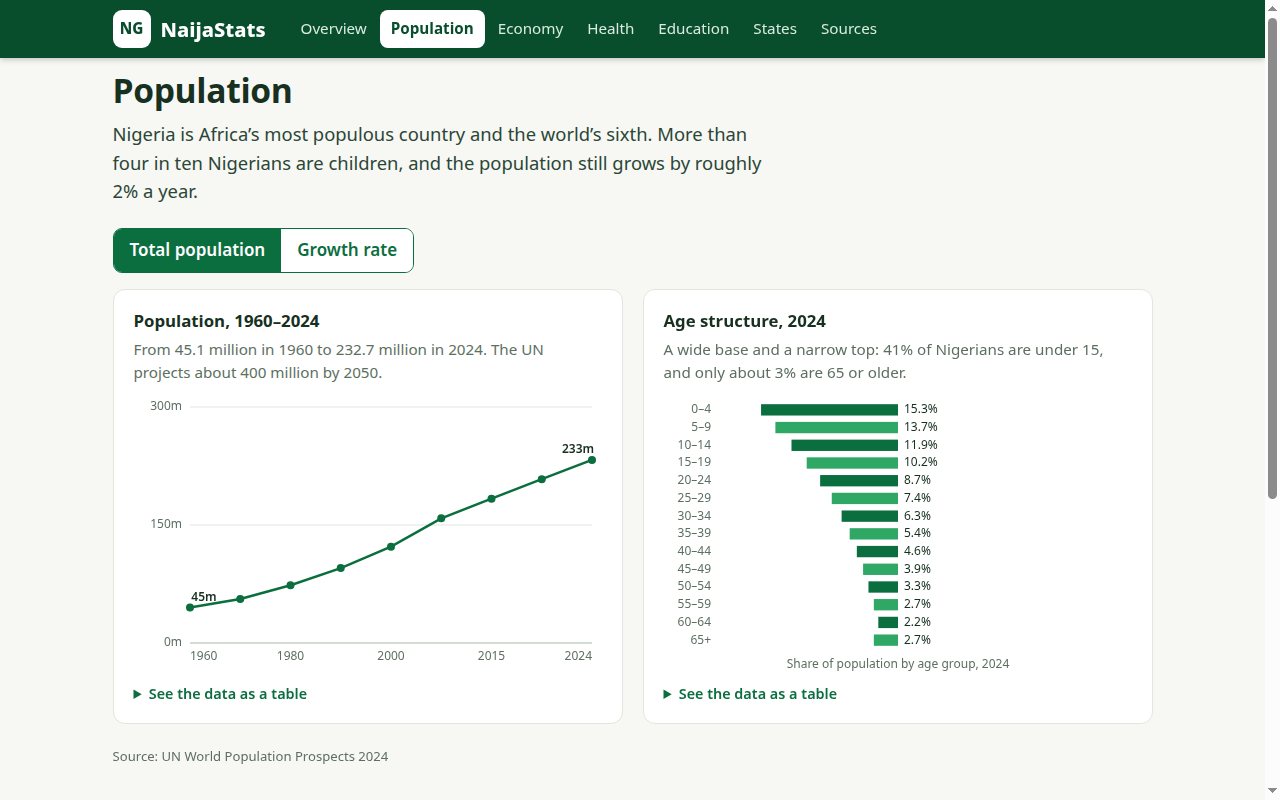 NG NaijaStats Overview Population Economy Health Education States Sources
Population
Nigeria is Africa’s most populous country and the world’s sixth. More than
four in ten Nigerians are children, and the population still grows by roughly
2% a year.
Total population Growth rate
Population, 1960–2024
From 45.1 million in 1960 to 232.7 million in 2024. The UN
projects about 400 million by 2050.
300m
233m
150m
45m
0m
1960 1980 2000 2015 2024
▶ See the data as a table
Age structure, 2024
A wide base and a narrow top: 41% of Nigerians are under 15,
and only about 3% are 65 or older.
0–4 15.3%
5–9 13.7%
10–14 11.9%
15–19 10.2%
20–24 8.7%
25–29 7.4%
30–34 6.3%
35–39 5.4%
40–44 4.6%
45–49 3.9%
50–54 3.3%
55–59 2.7%
60–64 2.2%
65+ 2.7%
Share of population by age group, 2024
▶ See the data as a table
Source: UN World Population Prospects 2024